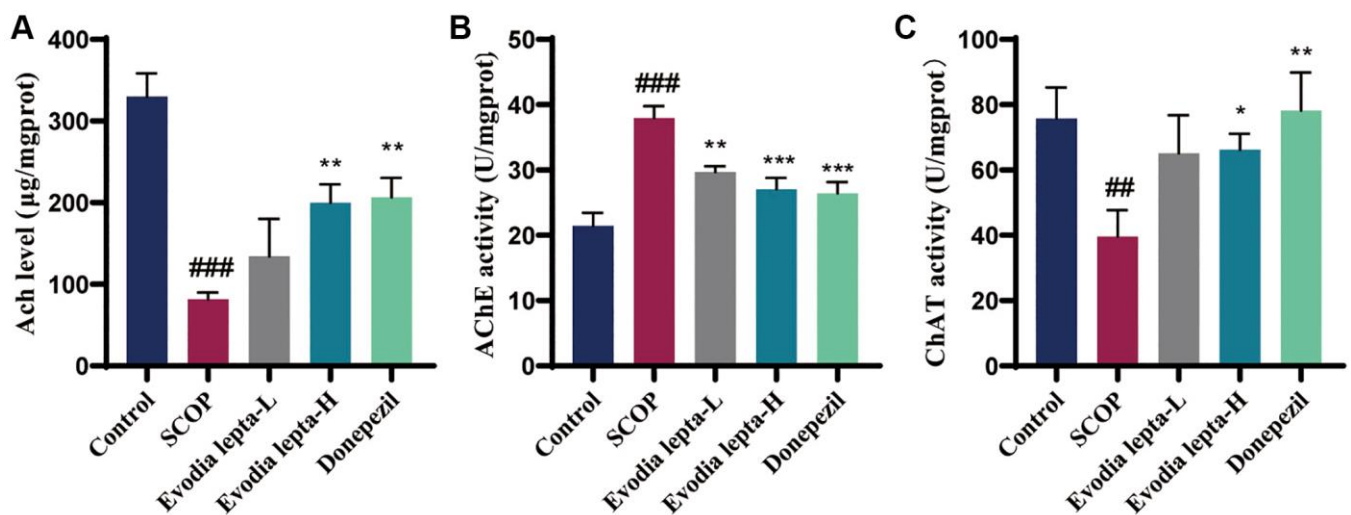 A
Ach level (μg/mgprot)
400
300
200
100
0
###
**
**
Control
SCOP
Evodia lepta-L
Evodia lepta-H
Donepezil
B
AChE activity (U/mgprot)
50
40
30
20
10
0
###
**
***
***
Control
SCOP
Evodia lepta-L
Evodia lepta-H
Donepezil
C
ChAT activity (U/mgprot）
100
80
60
40
20
0
##
*
**
Control
SCOP
Evodia lepta-L
Evodia lepta-H
Donepezil